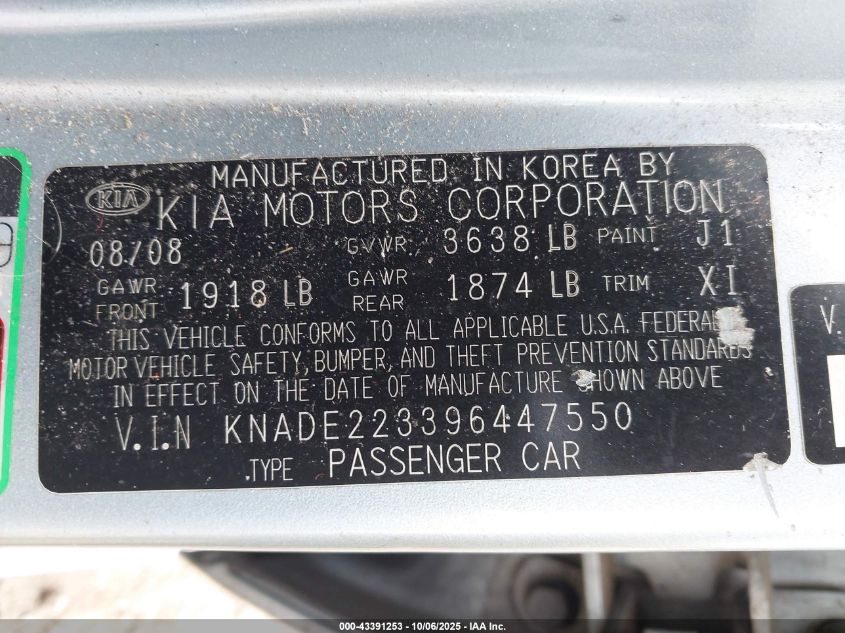 MANUFACTURED IN KOREA BY
KIA KIA MOTORS CORPORATION
08/08 GVWR 3638 LB PAINT J1
GAWR FRONT 1918 LB GAWR REAR 1874 LB TRIM XI
THIS VEHICLE CONFORMS TO ALL APPLICABLE U.S.A. FEDERAL
MOTOR VEHICLE SAFETY, BUMPER, AND THEFT PREVENTION STANDARDS
IN EFFECT ON THE DATE OF MANUFACTURE SHOWN ABOVE
V.I.N KNADE223396447550
TYPE PASSENGER CAR
V.
000-43391253 - 10/06/2025 - IAA Inc.